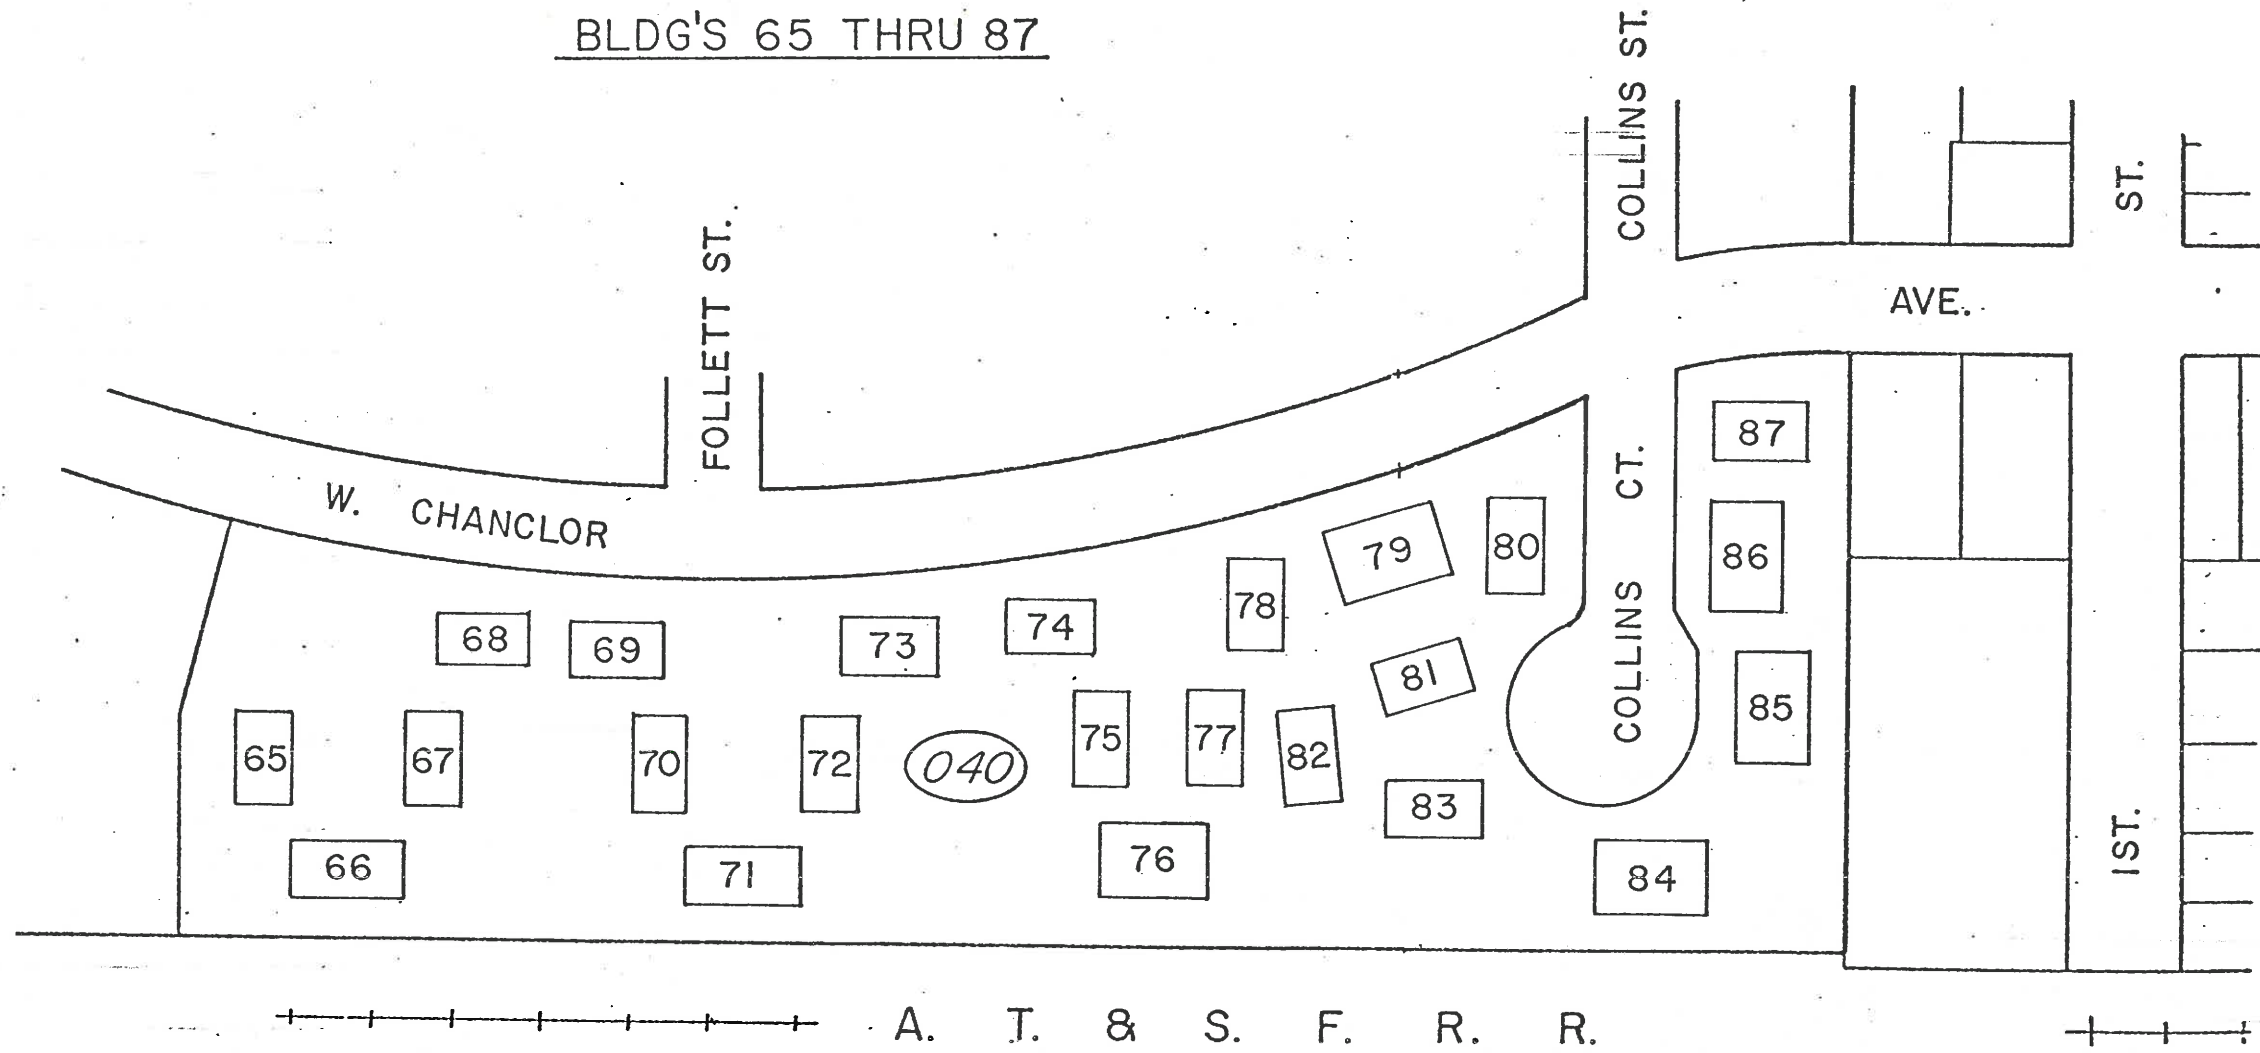 BLDG'S 65 THRU 87
COLLINS ST.
ST.
FOLLETT ST.
AVE.
W. CHANCLOR
COLLINS CT.
87
86
85
79
80
78
81
68
69
73
74
65
67
70
72
040
75
77
82
83
66
71
76
84
1ST.
A. T. & S. F. R. R.